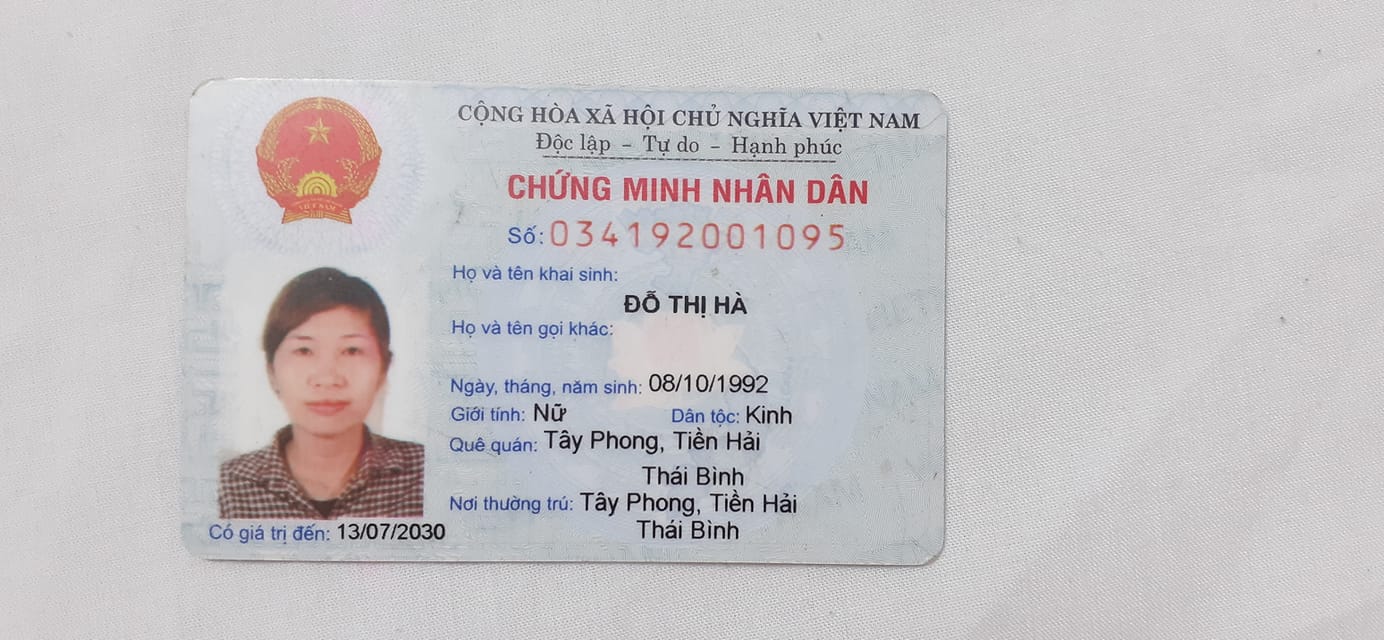 CỘNG HÒA XÃ HỘI CHỦ NGHĨA VIỆT NAM
Độc lập - Tự do - Hạnh phúc
CHỨNG MINH NHÂN DÂN
Số: 034192001095
Họ và tên khai sinh:
ĐỖ THỊ HÀ
Họ và tên gọi khác:
Ngày, tháng, năm sinh: 08/10/1992
Giới tính: Nữ Dân tộc: Kinh
Quê quán: Tây Phong, Tiền Hải
Thái Bình
Nơi thường trú: Tây Phong, Tiền Hải
Thái Bình
Có giá trị đến: 13/07/2030